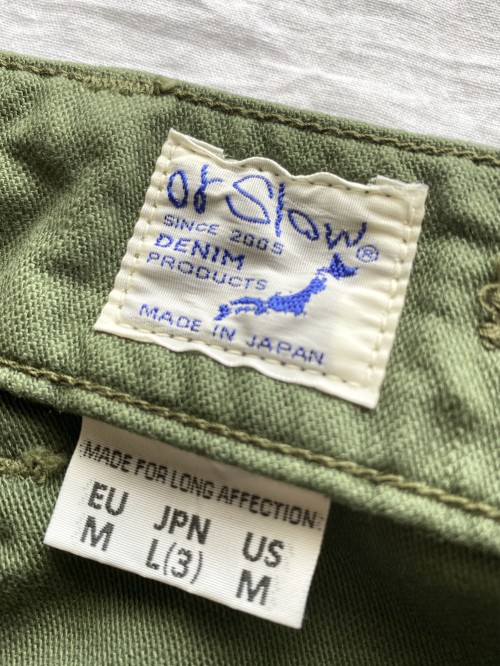 orSlow®
SINCE 2005
DENIM
PRODUCTS
MADE IN JAPAN
MADE FOR LONG AFFECTION
EU JPN US
M L(3) M